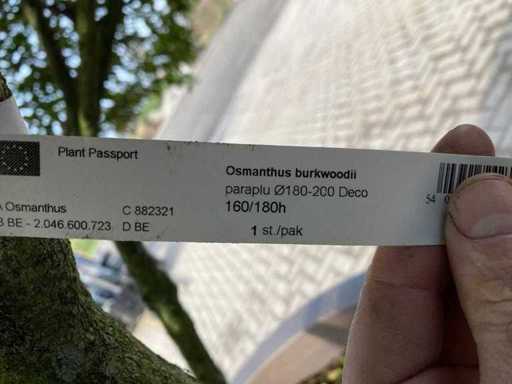 Plant Passport
A Osmanthus C 882321
B BE - 2.046.600.723 D BE
Osmanthus burkwoodii
paraplu Ø180-200 Deco
160/180h
1 st./pak
54